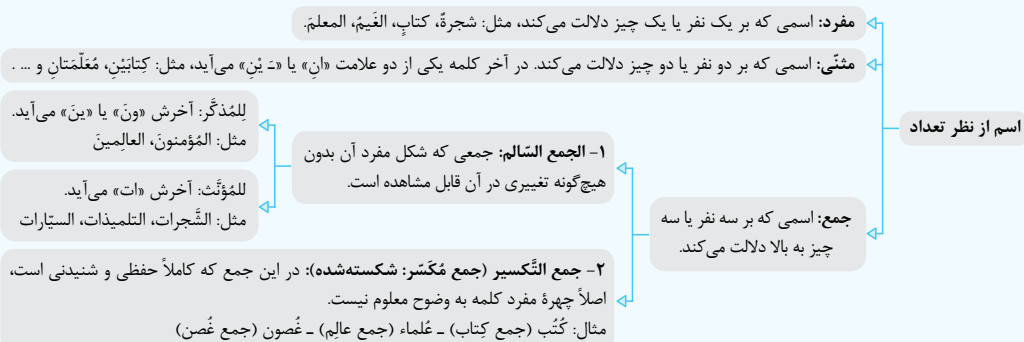 اسم از نظر تعداد
مفرد: اسمی که بر یک نفر یا یک چیز دلالت می‌کند، مثل: شجرةٌ، کتابٍ، الغَیمُ، المعلمَ.
مثنّی: اسمی که بر دو نفر یا دو چیز دلالت می‌کند. در آخر کلمه یکی از دو علامت «انِ» یا «ـَ یْنِ» می‌آید، مثل: کِتابَیْنِ، مُعَلّمَتانِ و ... .
جمع: اسمی که بر سه نفر یا سه
چیز به بالا دلالت می‌کند.
۱- الجمع السّالم: جمعی که شکل مفرد آن بدون
هیچ‌گونه تغییری در آن قابل مشاهده است.
لِلمُذکَّر: آخرش «ونَ» یا «ینَ» می‌آید.
مثل: المُؤمنونَ، العالِمینَ
للمُؤنَّث: آخرش «ات» می‌آید.
مثل: الشَّجرات، التلمیذات، السیّارات
۲- جمع التَّکسیر (جمع مُکَسّر: شکسته‌شده): در این جمع که کاملاً حفظی و شنیدنی است،
اصلاً چهرهٔ مفرد کلمه به وضوح معلوم نیست.
مثال: کُتُب (جمع کِتاب) ـ عُلماء (جمع عالِم) ـ غُصون (جمع غُصن)